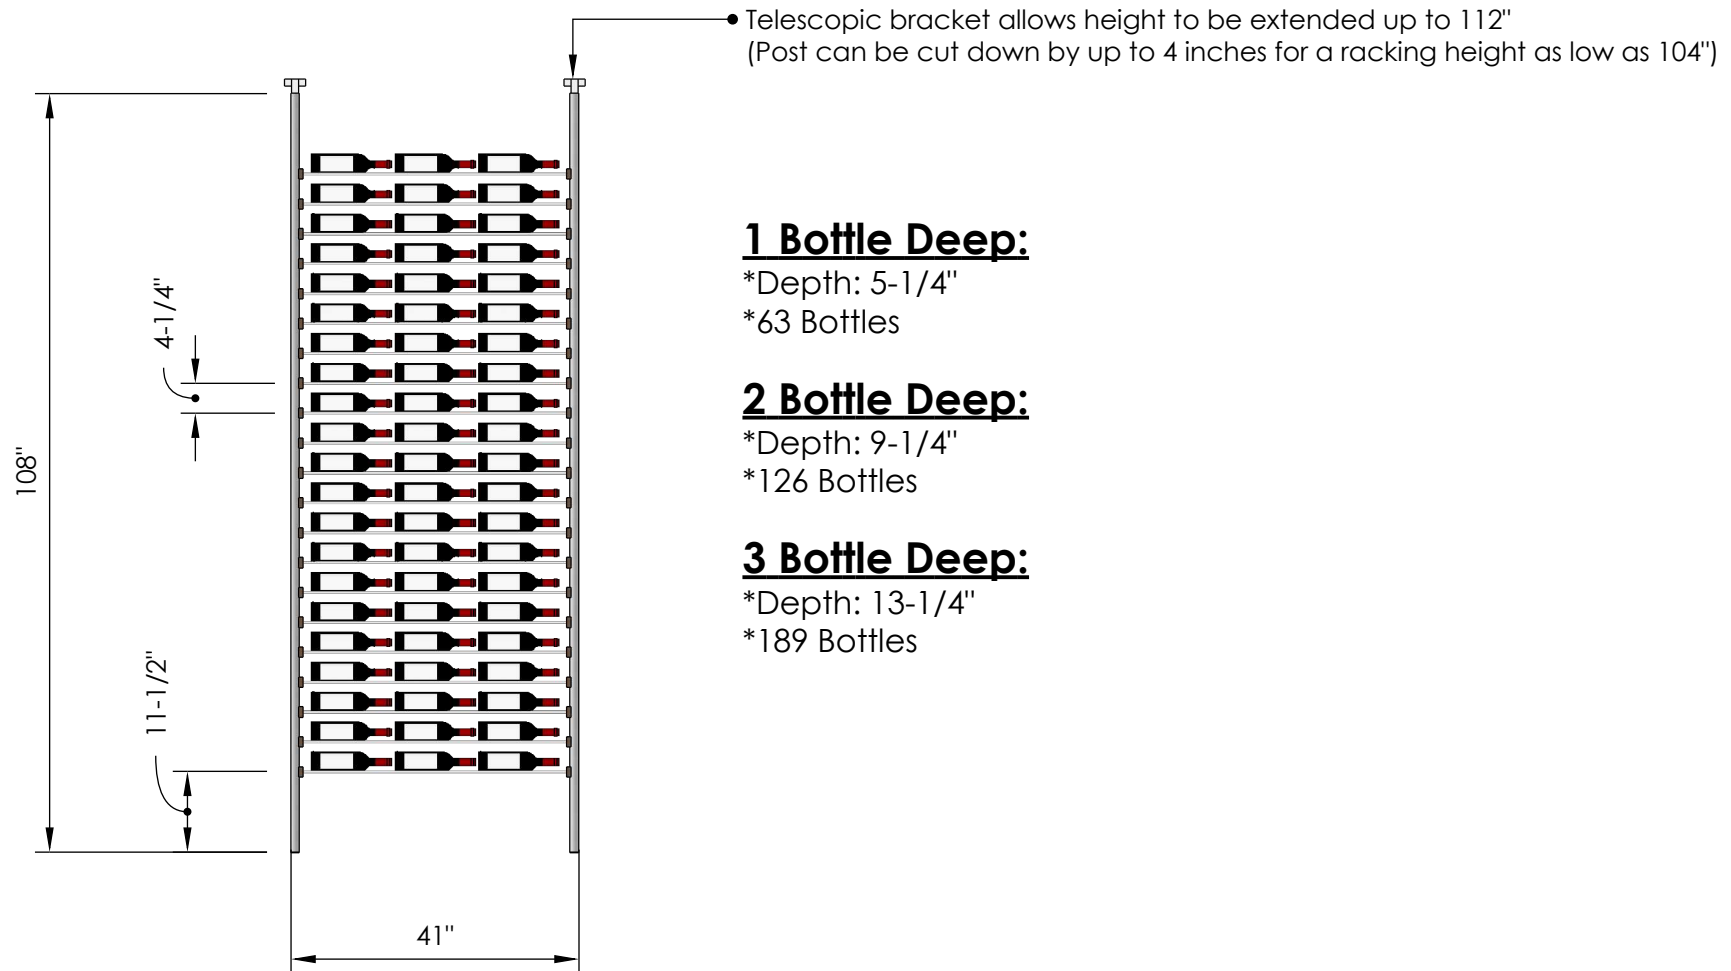 Telescopic bracket allows height to be extended up to 112"
(Post can be cut down by up to 4 inches for a racking height as low as 104")
1 Bottle Deep:
*Depth: 5-1/4"
*63 Bottles
2 Bottle Deep:
*Depth: 9-1/4"
*126 Bottles
3 Bottle Deep:
*Depth: 13-1/4"
*189 Bottles
4-1/4"
108"
11-1/2"
41"